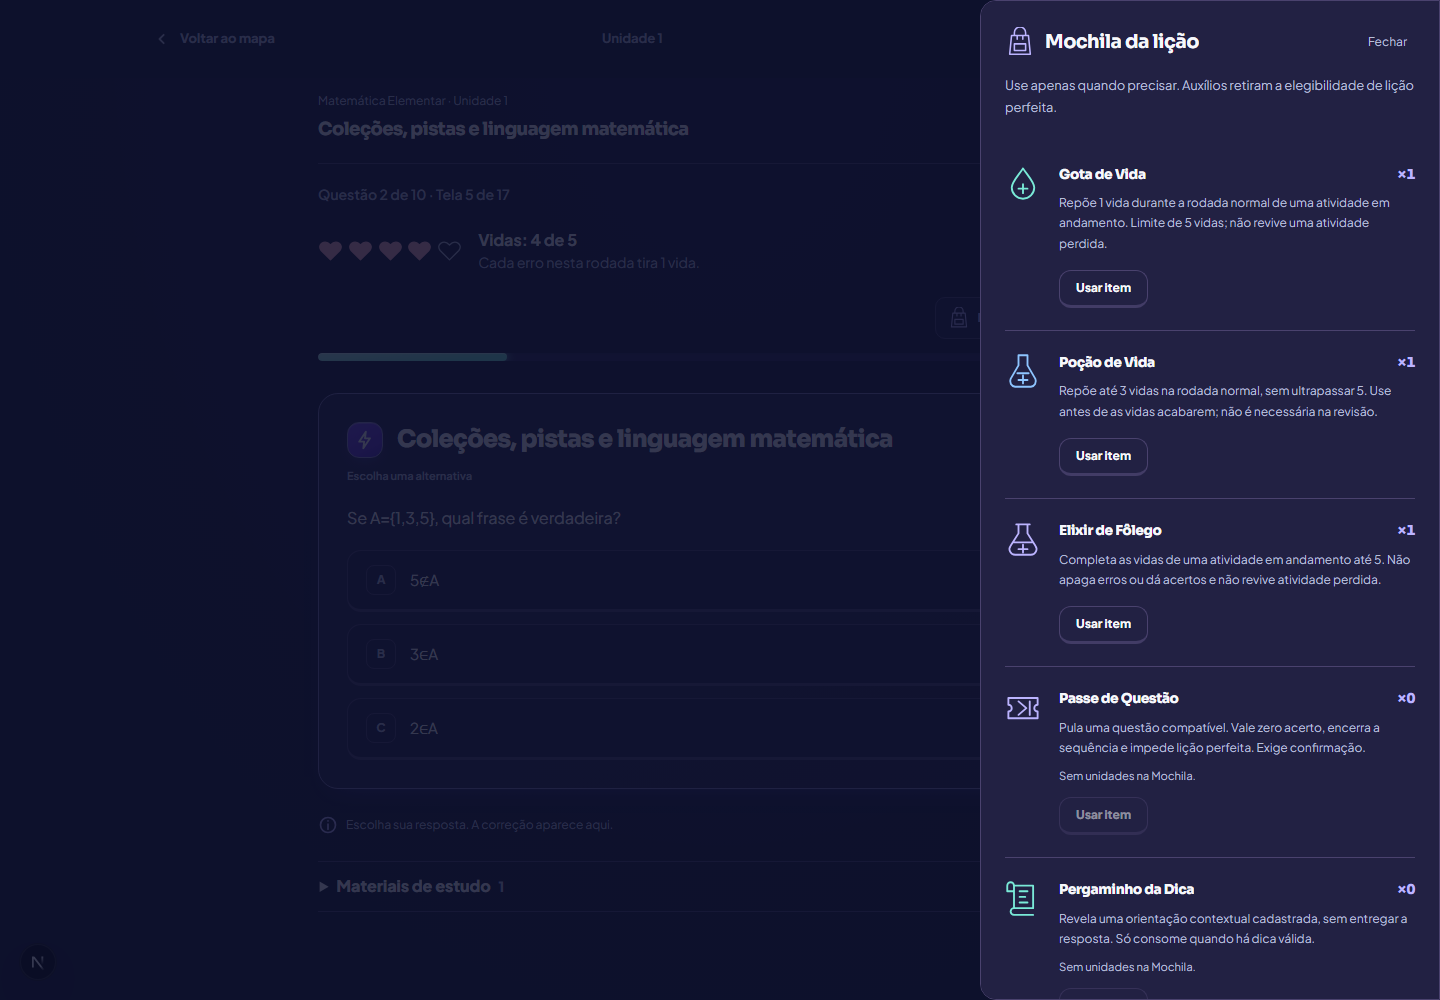 Voltar ao mapa
Unidade 1
Matemática Elementar · Unidade 1
Coleções, pistas e linguagem matemática
Questão 2 de 10 · Tela 5 de 17
Vidas: 4 de 5
Cada erro nesta rodada tira 1 vida.
Coleções, pistas e linguagem matemática
Escolha uma alternativa
Se A={1,3,5}, qual frase é verdadeira?
A 5∉A
B 3∈A
C 2∈A
Escolha sua resposta. A correção aparece aqui.
Materiais de estudo 1
N
Mochila da lição
Fechar
Use apenas quando precisar. Auxílios retiram a elegibilidade de lição
perfeita.
Gota de Vida ×1
Repõe 1 vida durante a rodada normal de uma atividade em
andamento. Limite de 5 vidas; não revive uma atividade
perdida.
Usar item
Poção de Vida ×1
Repõe até 3 vidas na rodada normal, sem ultrapassar 5. Use
antes de as vidas acabarem; não é necessária na revisão.
Usar item
Elixir de Fôlego ×1
Completa as vidas de uma atividade em andamento até 5. Não
apaga erros ou dá acertos e não revive atividade perdida.
Usar item
Passe de Questão ×0
Pula uma questão compatível. Vale zero acerto, encerra a
sequência e impede lição perfeita. Exige confirmação.
Sem unidades na Mochila.
Usar item
Pergaminho da Dica ×0
Revela uma orientação contextual cadastrada, sem entregar a
resposta. Só consome quando há dica válida.
Sem unidades na Mochila.